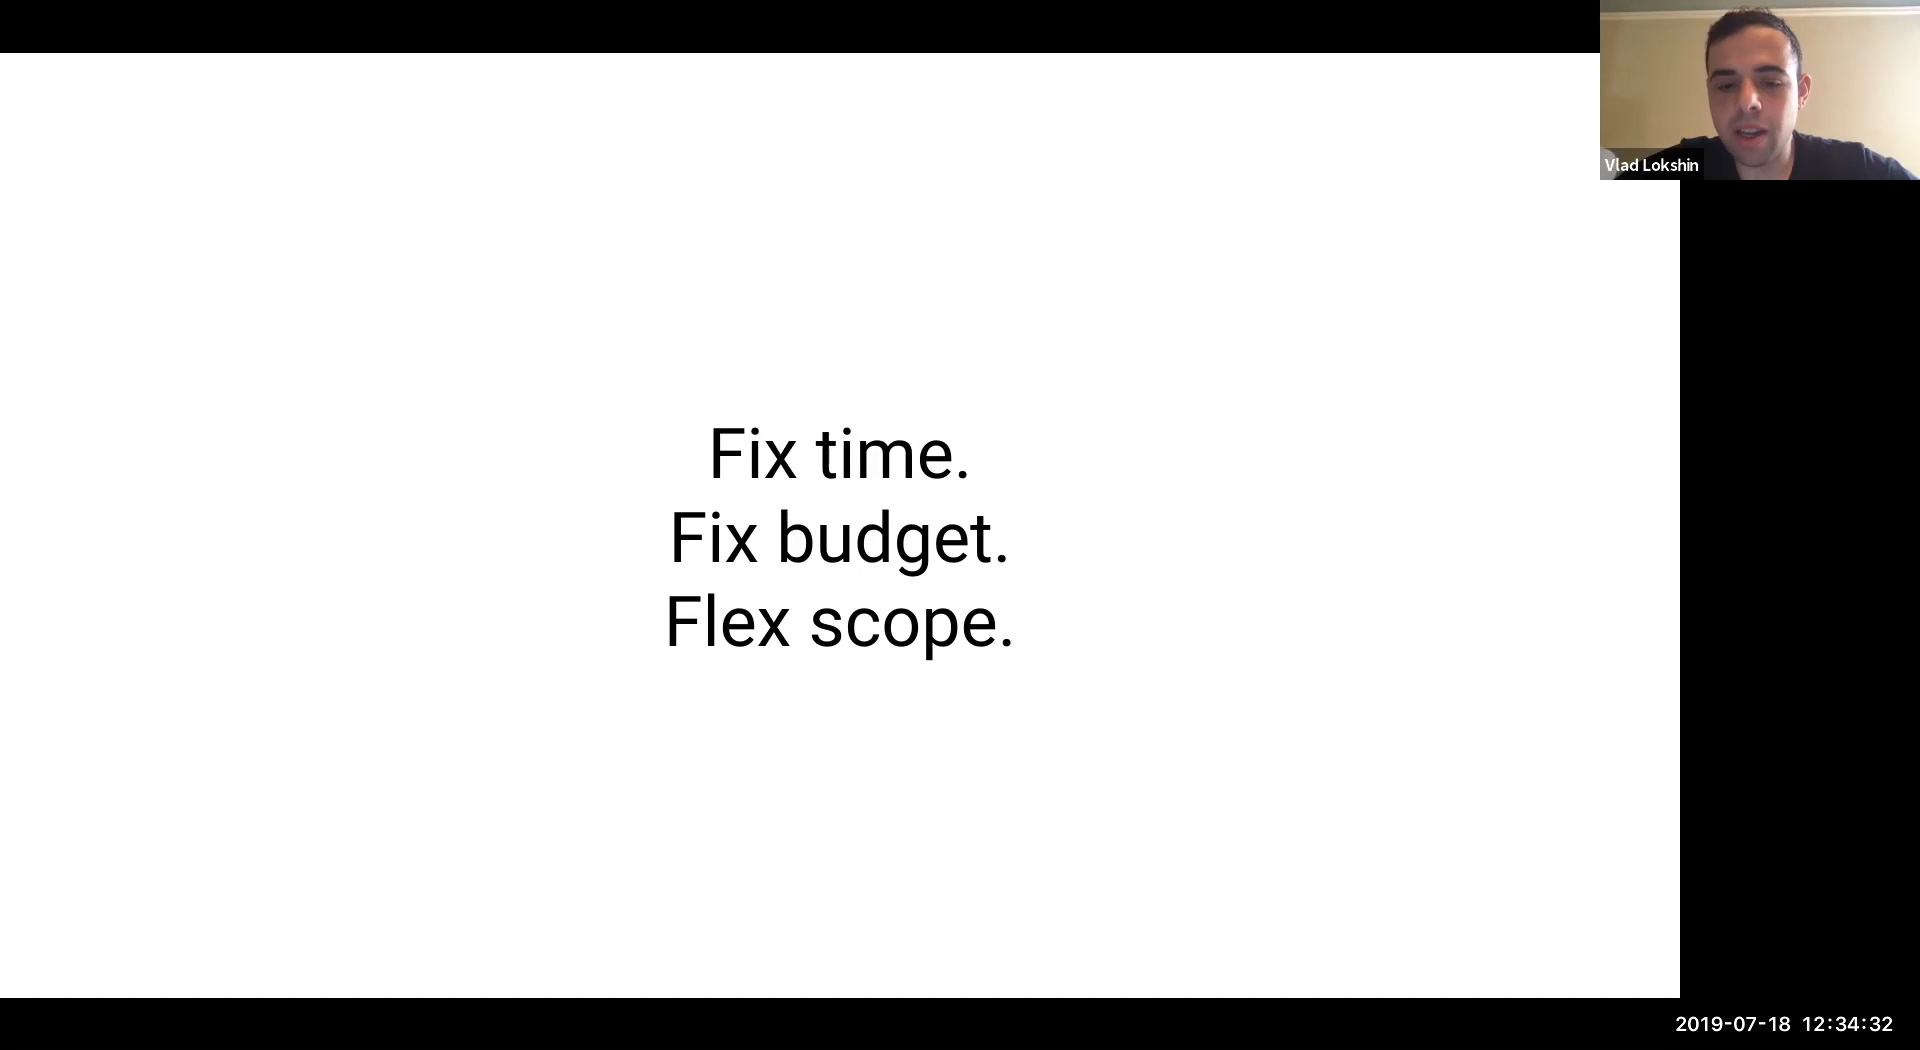 Vlad Lokshin
Fix time.
Fix budget.
Flex scope.
2019-07-18 12:34:32